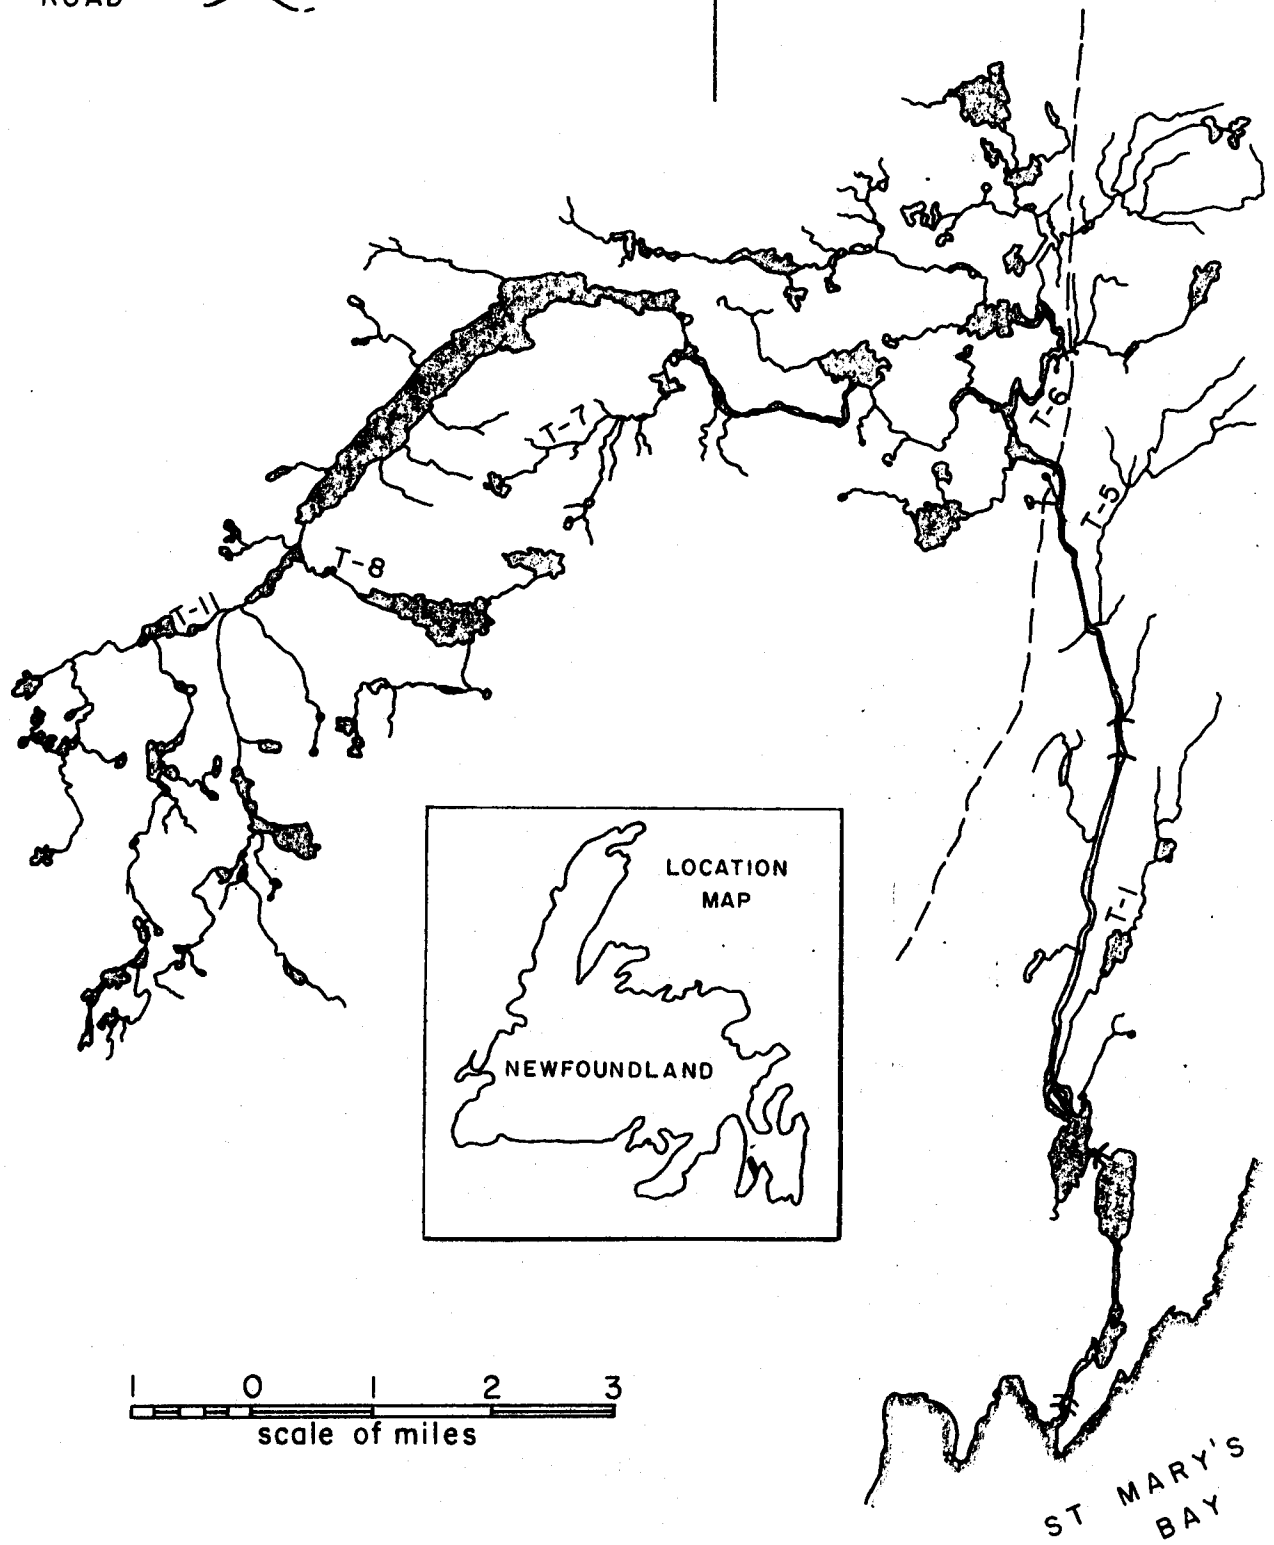 ROAD
T-6
T-7
T-5
T-8
T-11
LOCATION
MAP
T-1
NEWFOUNDLAND
1 0 1 2 3
scale of miles
ST MARY'S
BAY